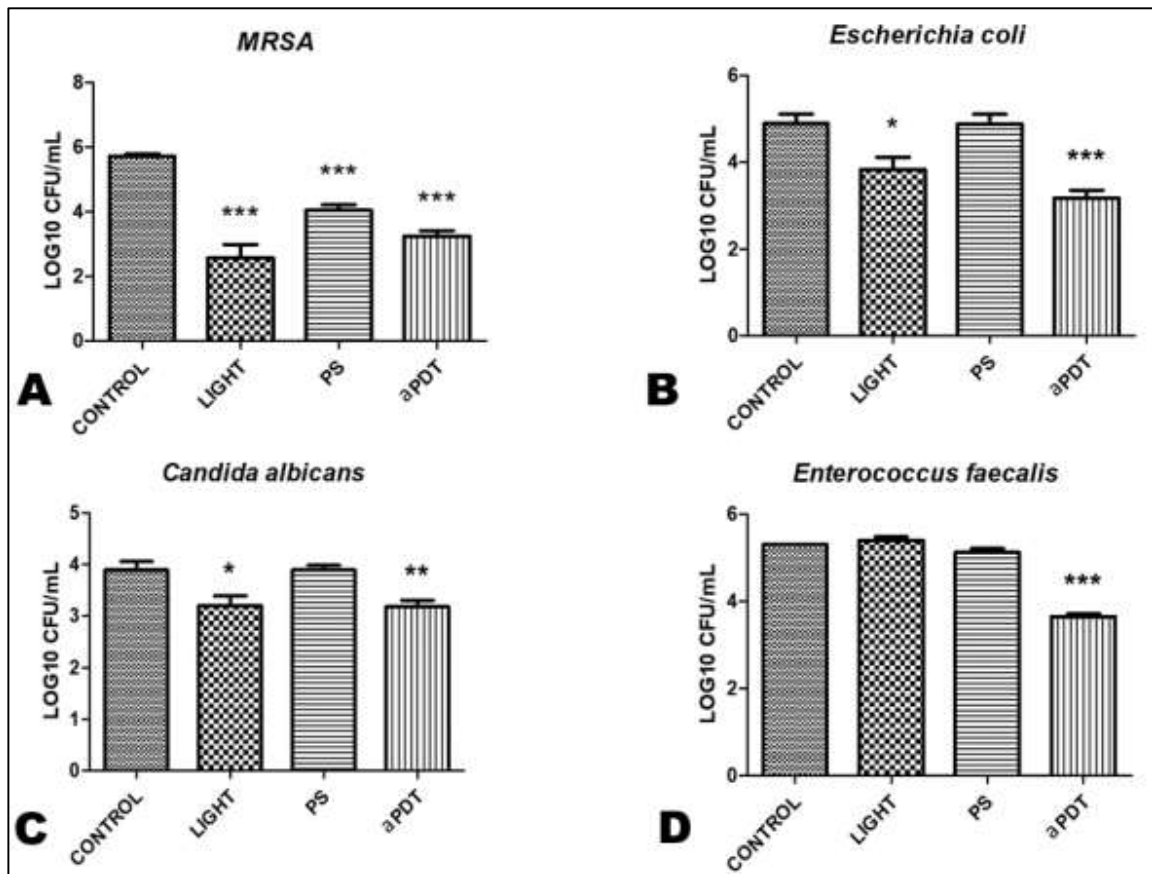 MRSA
LOG10 CFU/mL
8
6
4
2
0
***
***
***
CONTROL
LIGHT
PS
aPDT
A
Escherichia coli
LOG10 CFU/mL
6
4
2
0
*
***
CONTROL
LIGHT
PS
aPDT
B
Candida albicans
LOG10 CFU/mL
5
4
3
2
1
0
*
**
CONTROL
LIGHT
PS
aPDT
C
Enterococcus faecalis
LOG10 CFU/mL
6
4
2
0
***
CONTROL
LIGHT
PS
aPDT
D